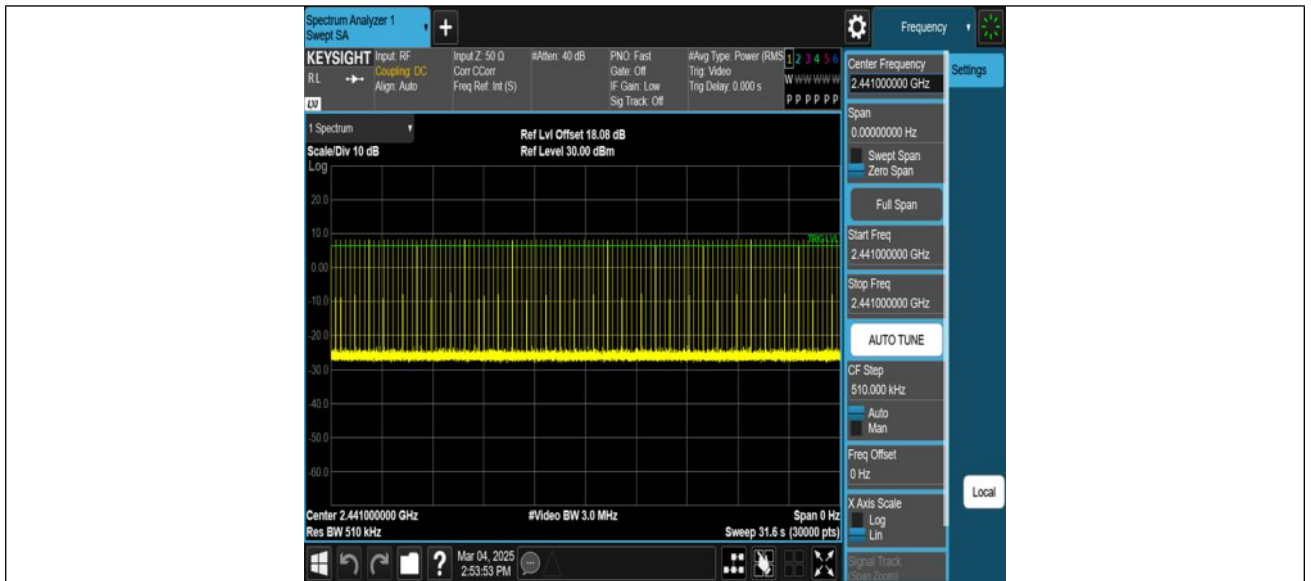 Spectrum Analyzer 1
Swept SA
+
Frequency
KEYSIGHT
RL
LXI
Input: RF
Coupling: DC
Align: Auto
Input Z: 50 Ω
Corr CCorr
Freq Ref: Int (S)
#Atten: 40 dB
PNO: Fast
Gate: Off
IF Gain: Low
Sig Track: Off
#Avg Type: Power (RMS
Trig: Video
Trig Delay: 0.000 s
1 2 3 4 5 6
W W W W W W
P P P P P P
Center Frequency
2.441000000 GHz
Settings
Span
0.00000000 Hz
Swept Span
Zero Span
Full Span
Start Freq
2.441000000 GHz
Stop Freq
2.441000000 GHz
AUTO TUNE
CF Step
510.000 kHz
Auto
Man
Freq Offset
0 Hz
X Axis Scale
Log
Lin
Signal Track
(Span Zoom)
Local
1 Spectrum
Scale/Div 10 dB
Log
Ref Lvl Offset 18.08 dB
Ref Level 30.00 dBm
20.0
10.0
TRIG LVL
0.00
-10.0
-20.0
-30.0
-40.0
-50.0
-60.0
Center 2.441000000 GHz
#Video BW 3.0 MHz
Span 0 Hz
Res BW 510 kHz
Sweep 31.6 s (30000 pts)
?
Mar 04, 2025
2:53:53 PM